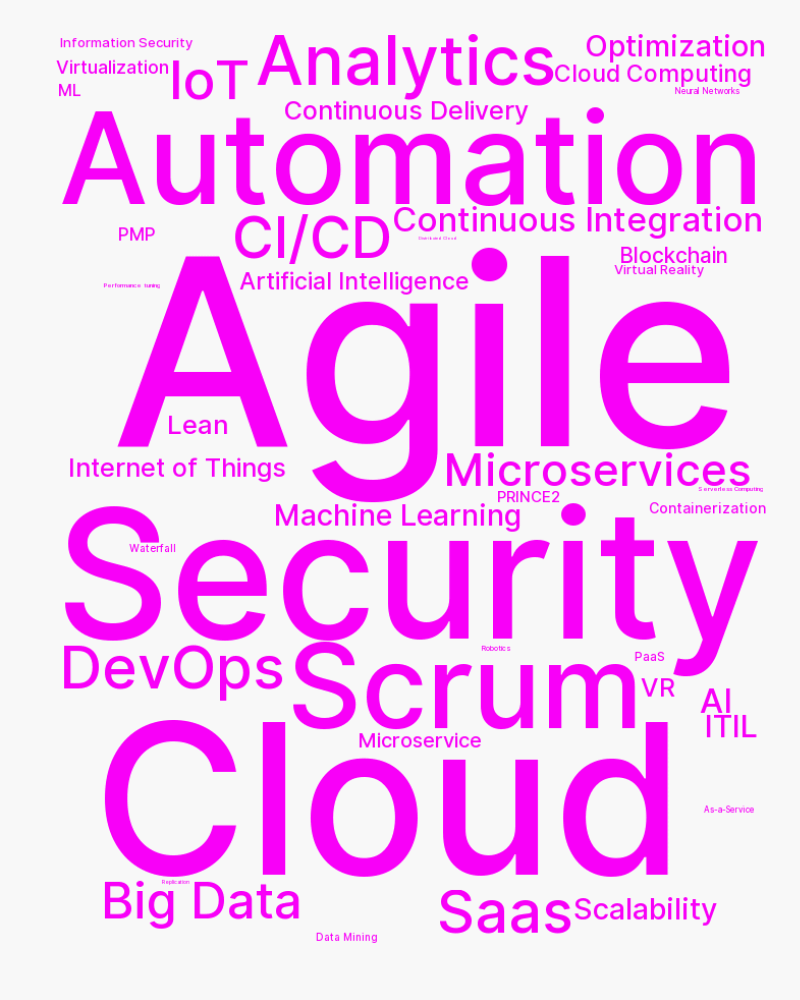 Information Security
Analytics
Optimization
Virtualization
IoT
Cloud Computing
ML
Neural Networks
Continuous Delivery
Automation
Continuous Integration
PMP
CI/CD
Distributed Cloud
Blockchain
Virtual Reality
Artificial Intelligence
Performance tuning
Agile
Lean
Internet of Things
Microservices
Serverless Computing
PRINCE2
Containerization
Machine Learning
Security
Waterfall
Robotics
PaaS
DevOps
Scrum
VR
AI
ITIL
Microservice
Cloud
As-a-Service
Replication
Big Data
Saas
Scalability
Data Mining